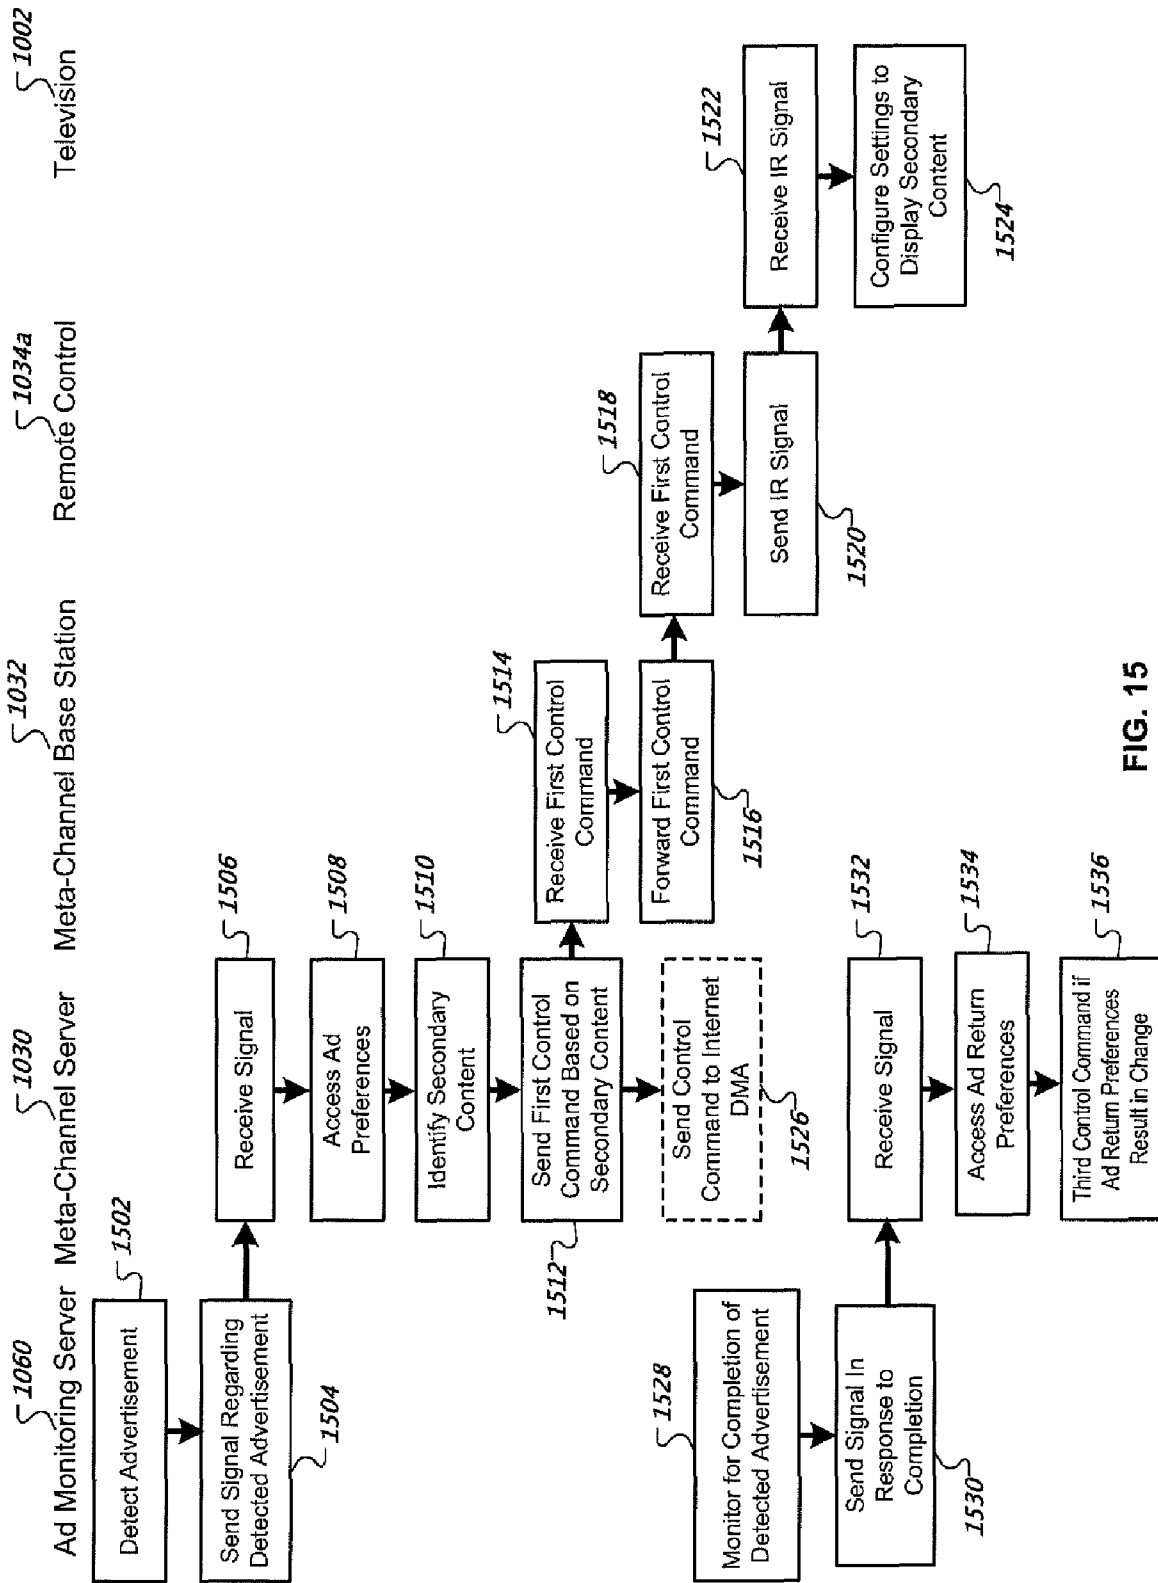 1060
Ad Monitoring Server
1030
Meta-Channel Server
1032
Meta-Channel Base Station
1034a
Remote Control
1002
Television
1502
Detect Advertisement
Send Signal Regarding
Detected Advertisement
1504
1506
Receive Signal
1508
Access Ad
Preferences
1510
Identify Secondary
Content
Send First Control
Command Based on
Secondary Content
1512
1514
Receive First Control
Command
Forward First Control
Command
1516
1518
Receive First Control
Command
Send IR Signal
1520
1522
Receive IR Signal
Configure Settings to
Display Secondary
Content
1524
Send Control
Command to Internet
DMA
1526
1528
Monitor for Completion of
Detected Advertisement
Send Signal In
Response to
Completion
1530
1532
Receive Signal
1534
Access Ad Return
Preferences
1536
Third Control Command if
Ad Return Preferences
Result in Change
FIG. 15